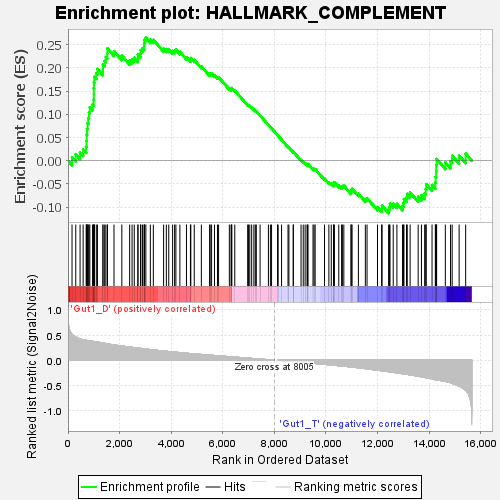 Enrichment plot: HALLMARK_COMPLEMENT
Enrichment score (ES)
0.25
0.20
0.15
0.10
0.05
0.00
-0.05
-0.10
'Gut1_D' (positively correlated)
Ranked list metric (Signal2Noise)
1.0
0.5
0.0
-0.5
-1.0
Zero cross at 8005
'Gut1_T' (negatively correlated)
0
2,000
4,000
6,000
8,000
10,000
12,000
14,000
16,000
Rank in Ordered Dataset
Enrichment profile
Hits
Ranking metric scores